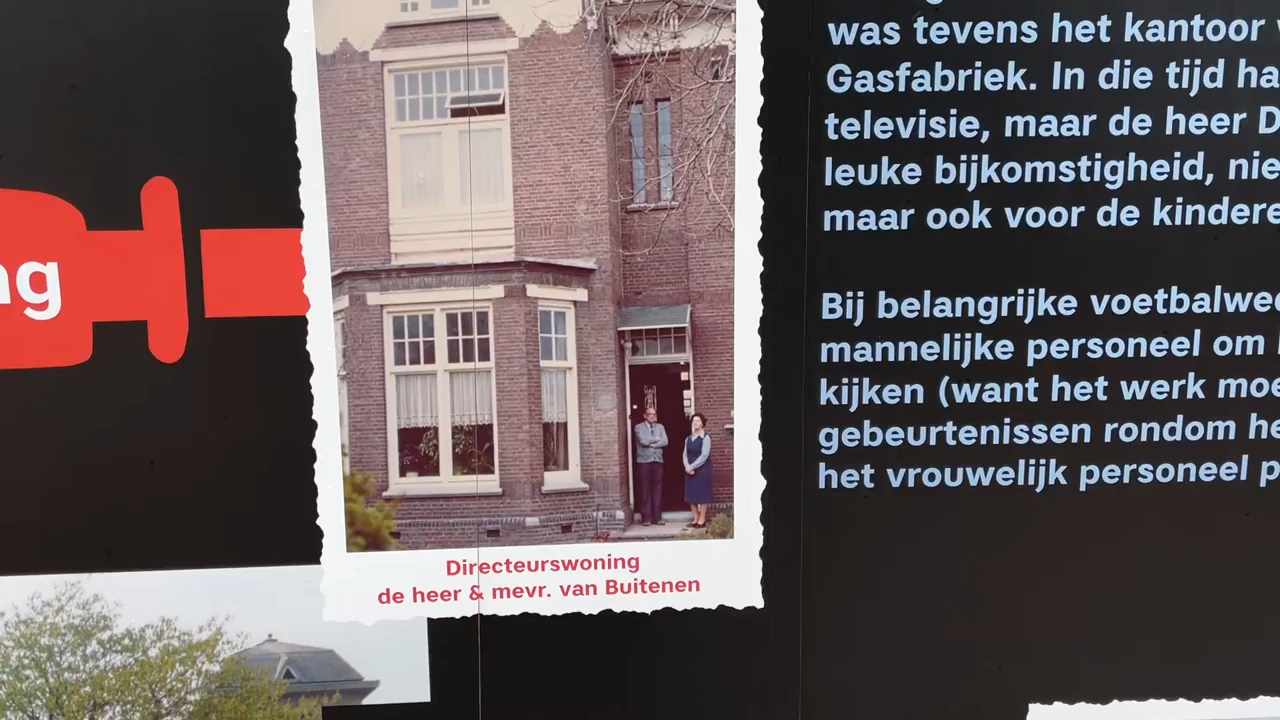 ng
Directeurswoning
de heer & mevr. van Buitenen
was tevens het kantoor
Gasfabriek. In die tijd ha
televisie, maar de heer D
leuke bijkomstigheid, nie
maar ook voor de kindere
Bij belangrijke voetbalwe
mannelijke personeel om
kijken (want het werk moe
gebeurtenissen rondom he
het vrouwelijk personeel p